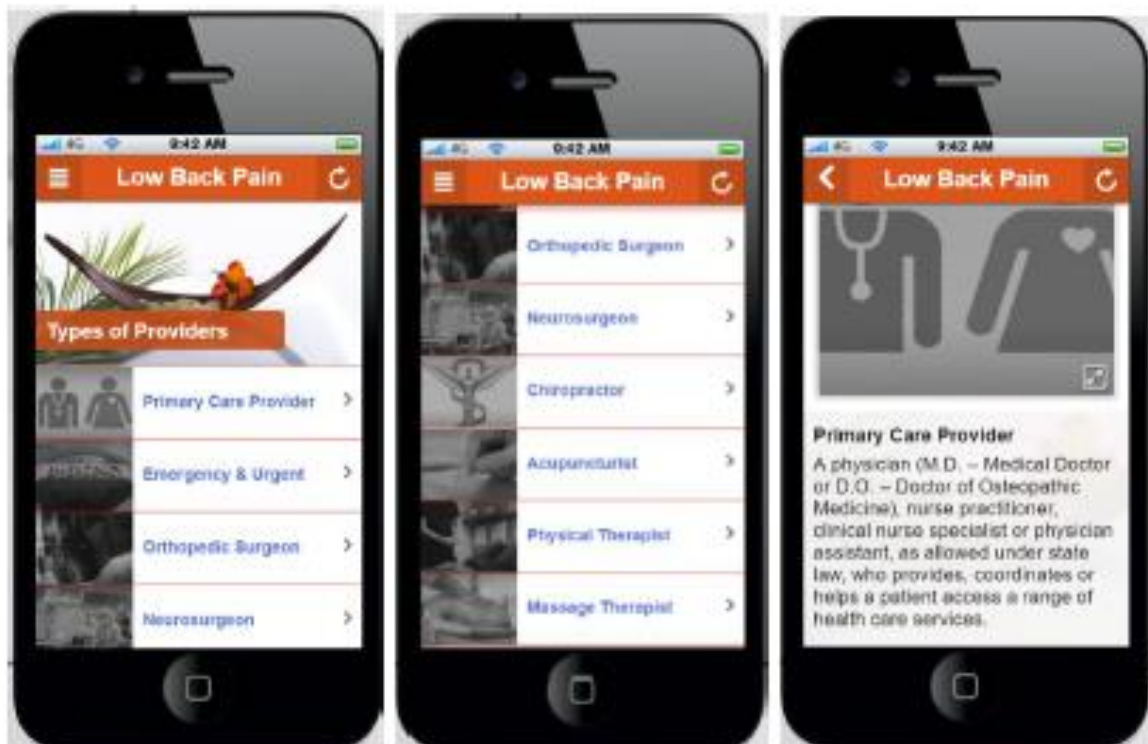 4G 9:42 AM
Low Back Pain
Types of Providers
Primary Care Provider
Emergency & Urgent
Orthopedic Surgeon
Neurosurgeon
4G 9:42 AM
Low Back Pain
Orthopedic Surgeon
Neurosurgeon
Chiropractor
Acupuncturist
Physical Therapist
Massage Therapist
4G 9:42 AM
Low Back Pain
Primary Care Provider
A physician (M.D. – Medical Doctor
or D.O. – Doctor of Osteopathic
Medicine), nurse practitioner,
clinical nurse specialist or physician
assistant, as allowed under state
law, who provides, coordinates or
helps a patient access a range of
health care services.